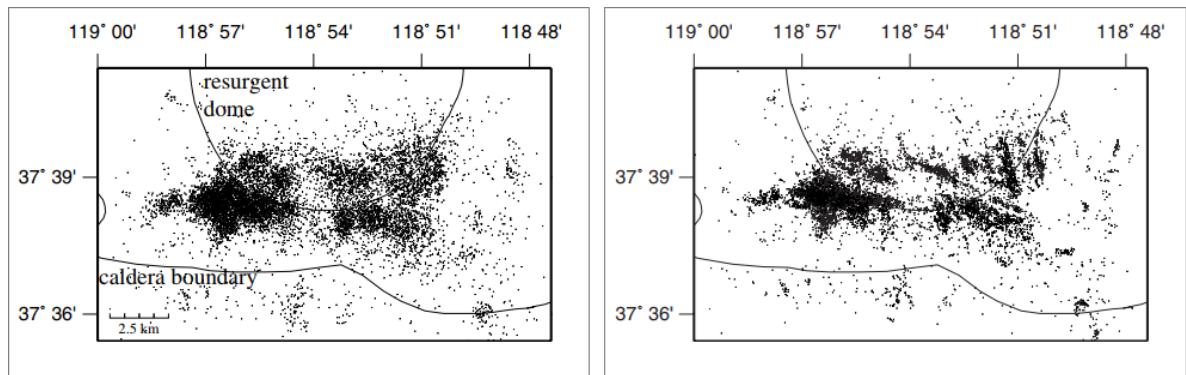 119° 00' 118° 57' 118° 54' 118° 51' 118° 48'
resurgent
dome
37° 39'
caldera boundary
37° 36'
2.5 km
119° 00' 118° 57' 118° 54' 118° 51' 118° 48'
37° 39'
37° 36'